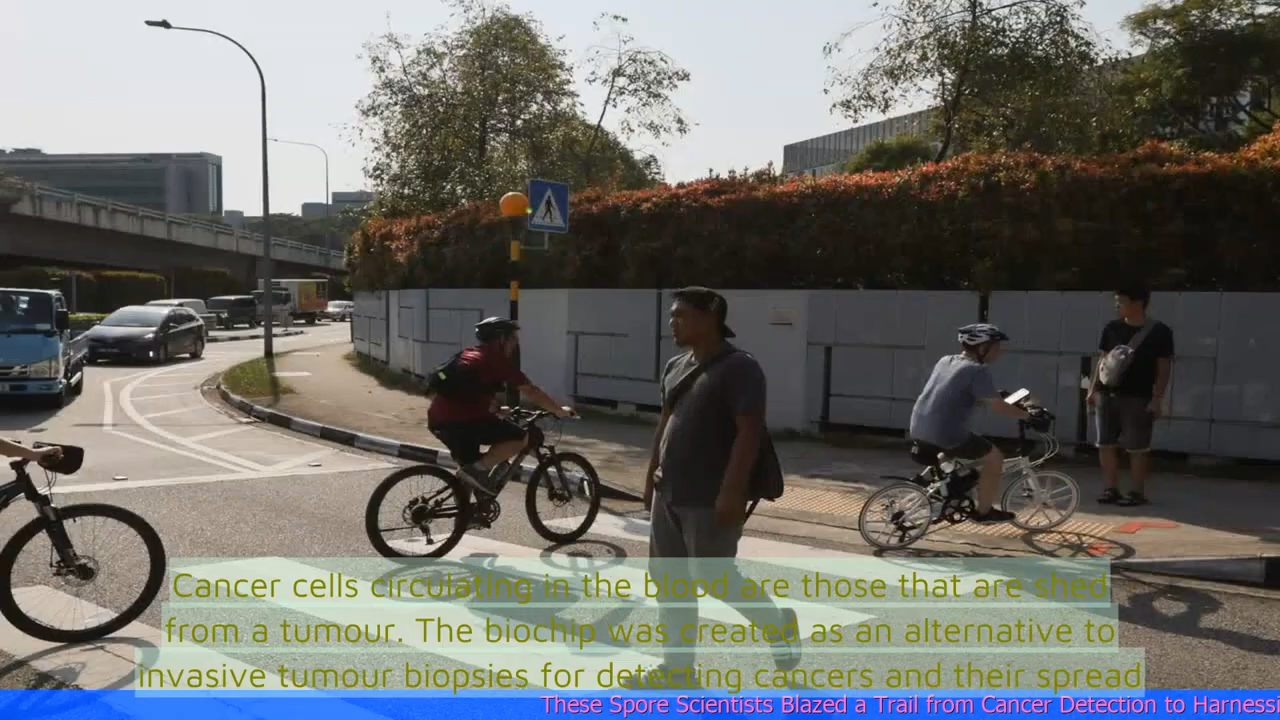 Cancer cells circulating in the blood are those that are shed
from a tumour. The biochip was created as an alternative to
invasive tumour biopsies for detecting cancers and their spread
These Spore Scientists Blazed a Trail from Cancer Detection to Harnessi